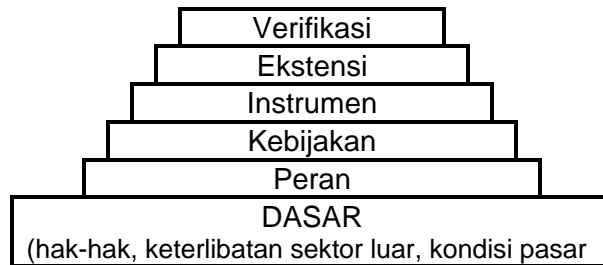 Verifikasi
Ekstensi
Instrumen
Kebijakan
Peran
DASAR
(hak-hak, keterlibatan sektor luar, kondisi pasar